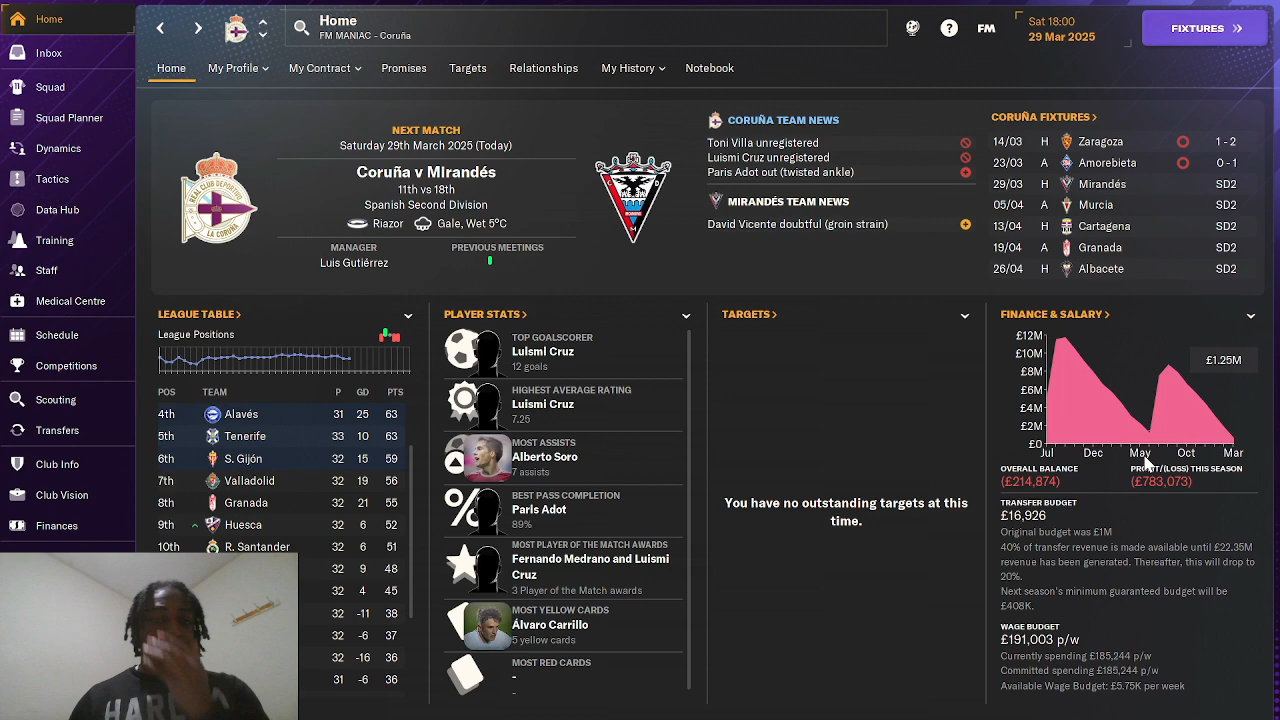 Home
Inbox
Squad
Squad Planner
Dynamics
Tactics
Data Hub
Training
Staff
Medical Centre
Schedule
Competitions
Scouting
Transfers
Club Info
Club Vision
Finances
Home
FM MANIAC - Coruña
?
FM
Sat 18:00
29 Mar 2025
FIXTURES
Home
My Profile
My Contract
Promises
Targets
Relationships
My History
Notebook
NEXT MATCH
Saturday 29th March 2025 (Today)
Coruña v Mirandés
11th vs 18th
Spanish Second Division
Riazor
Gale, Wet 5ºC
MANAGER
Luis Gutiérrez
PREVIOUS MEETINGS
CORUÑA TEAM NEWS
Toni Villa unregistered
Luismi Cruz unregistered
Paris Adot out (twisted ankle)
MIRANDÉS TEAM NEWS
David Vicente doubtful (groin strain)
CORUÑA FIXTURES >
14/03 H Zaragoza 1 - 2
23/03 A Amorebieta 0 - 1
29/03 H Mirandés SD2
05/04 A Murcia SD2
13/04 H Cartagena SD2
19/04 A Granada SD2
26/04 H Albacete SD2
LEAGUE TABLE >
League Positions
POS TEAM P GD PTS
4th Alavés 31 25 63
5th Tenerife 33 10 63
6th S. Gijón 32 15 59
7th Valladolid 32 19 56
8th Granada 32 21 55
9th Huesca 32 6 52
10th R. Santander 32 6 51
32 9 48
32 4 45
32 -11 38
32 -6 37
32 -16 36
31 -8 36
PLAYER STATS >
TOP GOALSCORER
Luismi Cruz
12 goals
HIGHEST AVERAGE RATING
Luismi Cruz
7.25
MOST ASSISTS
Alberto Soro
7 assists
BEST PASS COMPLETION
Paris Adot
89%
MOST PLAYER OF THE MATCH AWARDS
Fernando Medrano and Luismi
Cruz
3 Player of the Match awards
MOST YELLOW CARDS
Álvaro Carrillo
5 yellow cards
MOST RED CARDS
-
-
TARGETS >
You have no outstanding targets at this
time.
FINANCE & SALARY >
£12M
£10M
£8M
£6M
£4M
£2M
£0
£1.25M
Jul Dec May Oct Mar
OVERALL BALANCE
(£214,874)
PROFIT/(LOSS) THIS SEASON
(£783,073)
TRANSFER BUDGET
£16,926
Original budget was £1M
40% of transfer revenue is made available until £22.35M
revenue has been generated. Thereafter, this will drop to
20%.
Next season's minimum guaranteed budget will be
£408K.
WAGE BUDGET
£191,003 p/w
Currently spending £185,244 p/w
Committed spending £185,244 p/w
Available Wage Budget: £5.75K per week